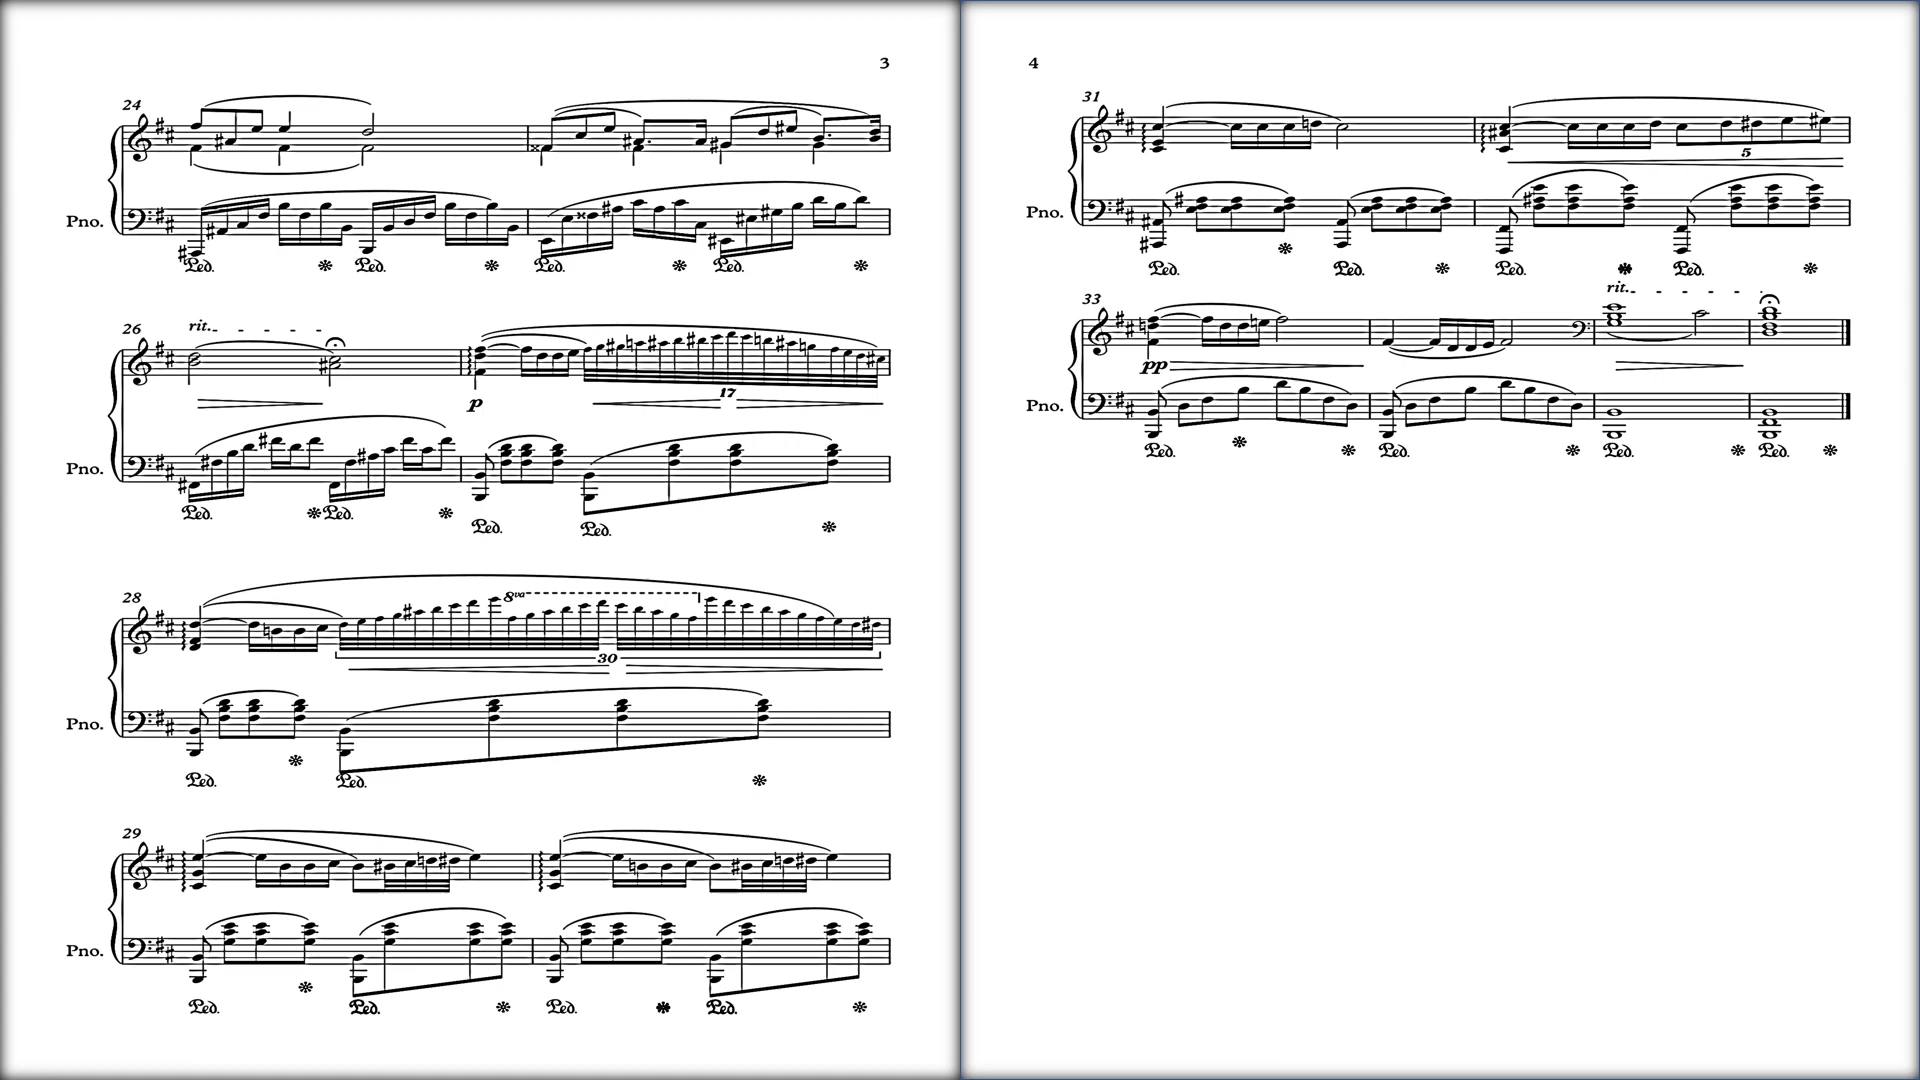 3
24
Pno.
Ped. Ped. Ped. Ped.
26
rit.
p
17
Pno.
Ped. Ped. Ped. Ped.
28
8va
30
Pno.
Ped. Ped.
29
Pno.
Ped. Ped. Ped. Ped.
4
31
5
Pno.
Ped. Ped. Ped. Ped.
33
rit.
pp
Pno.
Ped. Ped. Ped. Ped.